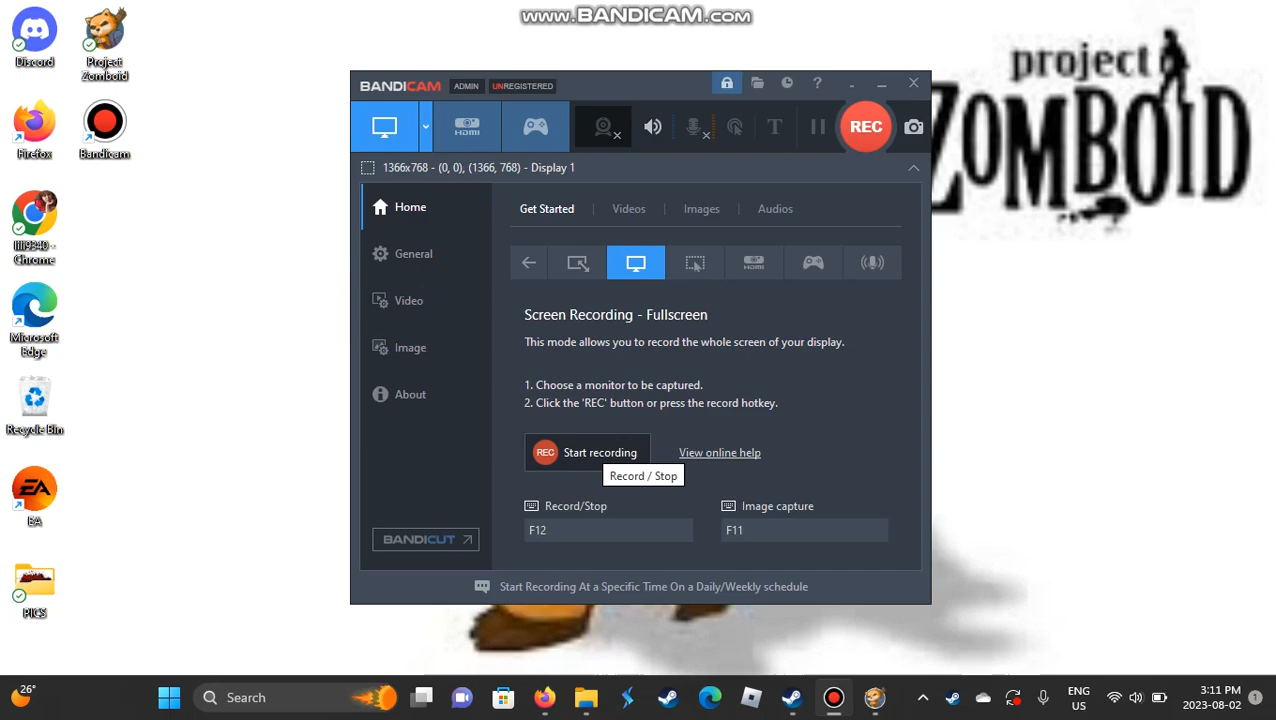 www.BANDICAM.com
Discord
Project
Zomboid
Firefox
Bandicam
lili9340 -
Chrome
Microsoft
Edge
Recycle Bin
EA
EA
PICS
project
ZOMBOID
BANDICAM ADMIN UNREGISTERED ?
HDMI T REC
1366x768 - (0, 0), (1366, 768) - Display 1
Home
General
Video
Image
About
BANDICUT
Get Started Videos Images Audios
HDMI
Screen Recording - Fullscreen
This mode allows you to record the whole screen of your display.
1. Choose a monitor to be captured.
2. Click the 'REC' button or press the record hotkey.
REC Start recording View online help
Record / Stop
Record/Stop Image capture
F12 F11
Start Recording At a Specific Time On a Daily/Weekly schedule
26°
Search
ENG
US
3:11 PM
2023-08-02
1